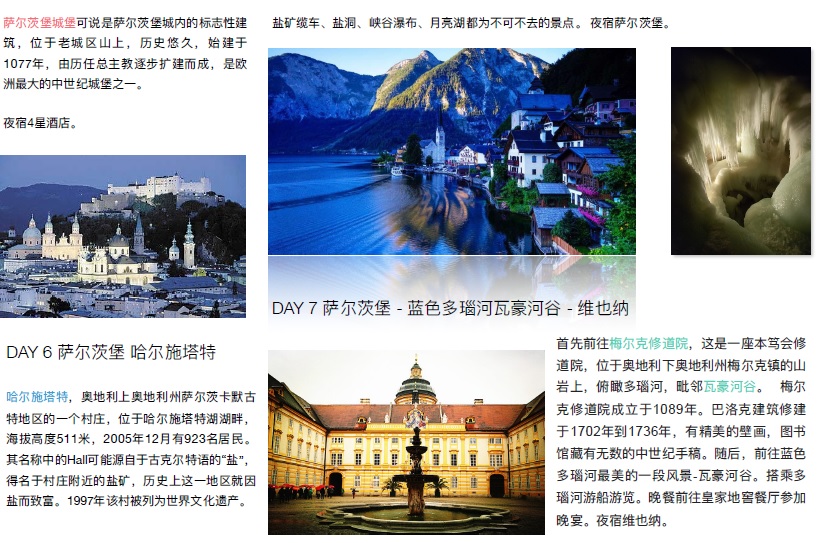 萨尔茨堡城堡可说是萨尔茨堡城内的标志性建
筑，位于老城区山上，历史悠久，始建于
1077年，由历任总主教逐步扩建而成，是欧
洲最大的中世纪城堡之一。
夜宿4星酒店。
DAY 6 萨尔茨堡 哈尔施塔特
哈尔施塔特，奥地利上奥地利州萨尔茨卡默古
特地区的一个村庄，位于哈尔施塔特湖湖畔，
海拔高度511米，2005年12月有923名居民。
其名称中的Hall可能源自于古克尔特语的“盐”，
得名于村庄附近的盐矿，历史上这一地区就因
盐而致富。1997年该村被列为世界文化遗产。
盐矿缆车、盐洞、峡谷瀑布、月亮湖都为不可不去的景点。 夜宿萨尔茨堡。
DAY 7 萨尔茨堡 - 蓝色多瑙河瓦豪河谷 - 维也纳
首先前往梅尔克修道院，这是一座本笃会修
道院，位于奥地利下奥地利州梅尔克镇的山
岩上，俯瞰多瑙河，毗邻瓦豪河谷。 梅尔
克修道院成立于1089年。巴洛克建筑修建
于1702年到1736年，有精美的壁画，图书
馆藏有无数的中世纪手稿。随后，前往蓝色
多瑙河最美的一段风景-瓦豪河谷。搭乘多
瑙河游船游览。晚餐前往皇家地窖餐厅参加
晚宴。夜宿维也纳。